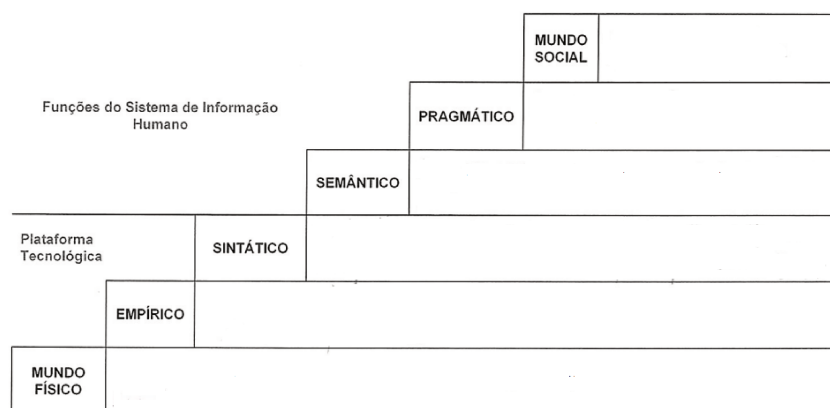 MUNDO
SOCIAL
Funções do Sistema de Informação
Humano
PRAGMÁTICO
SEMÂNTICO
Plataforma
Tecnológica
SINTÁTICO
EMPÍRICO
MUNDO
FÍSICO